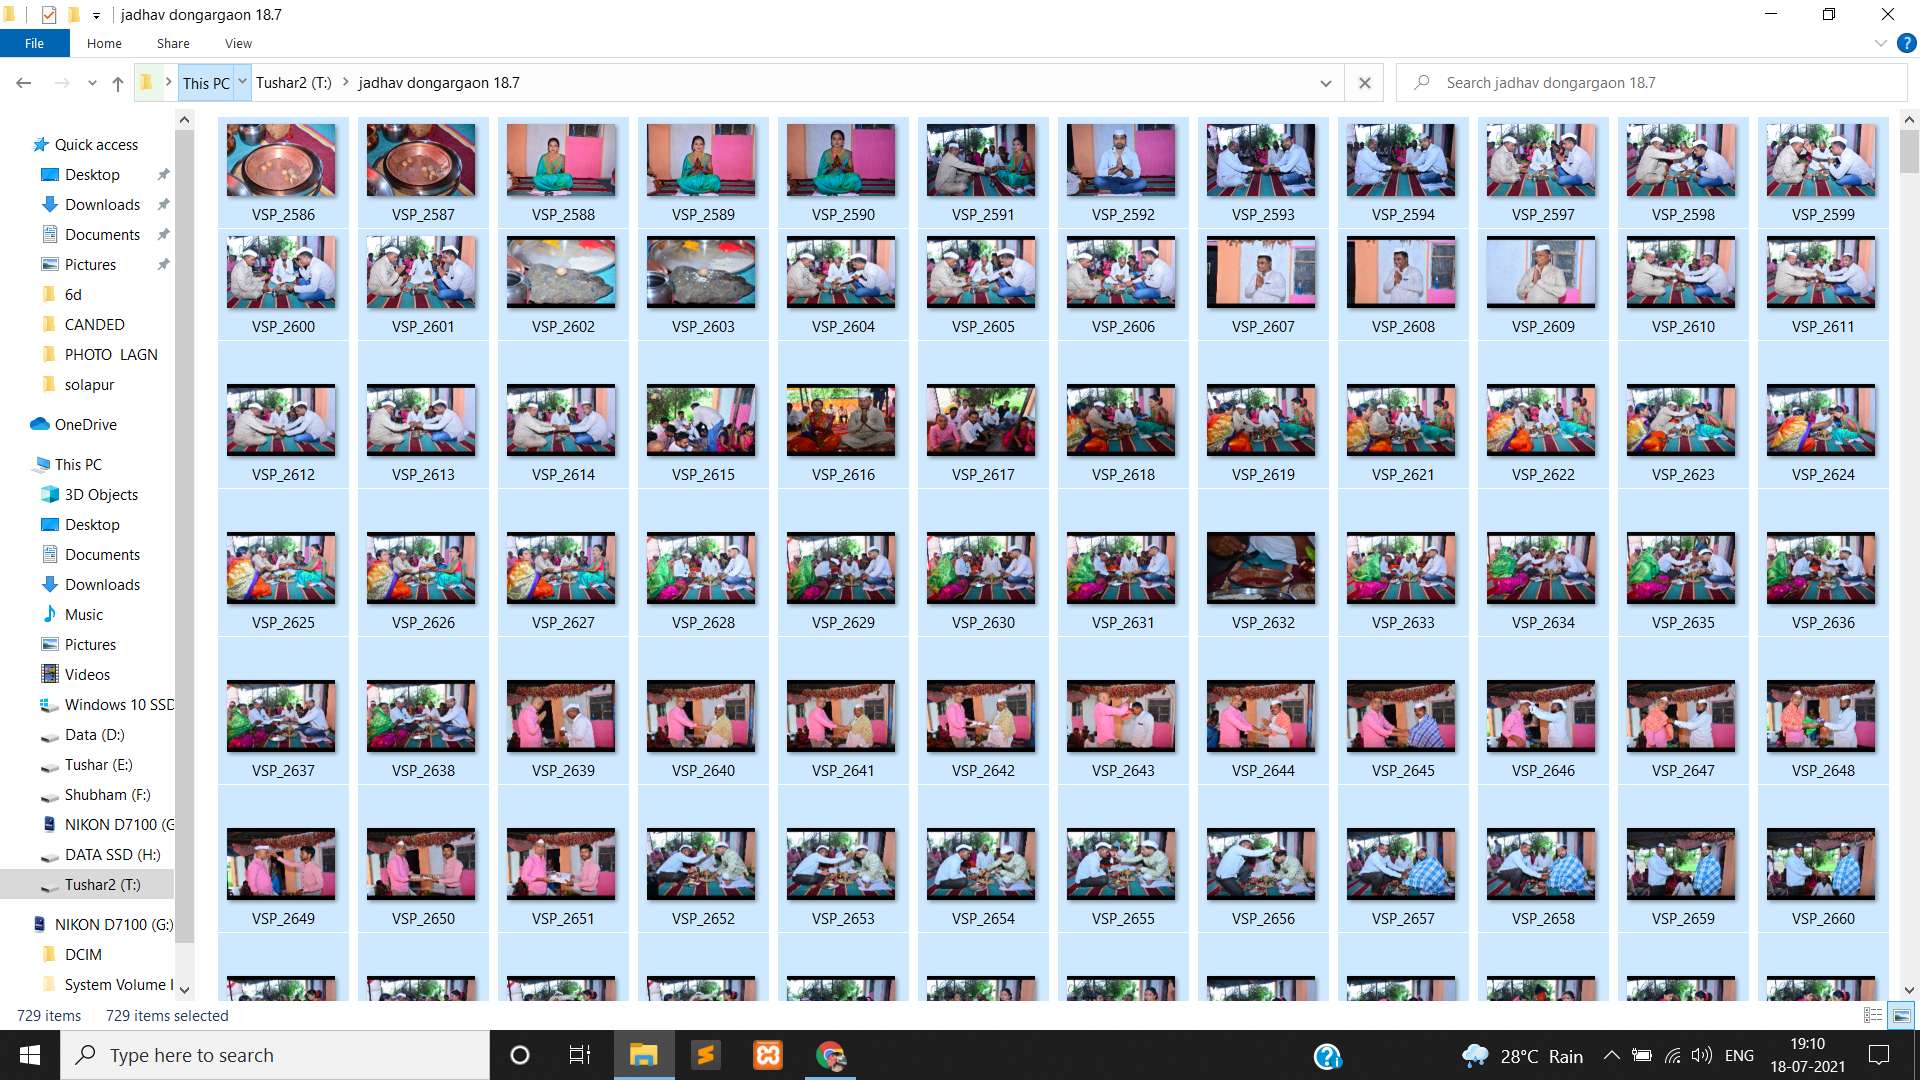 jadhav dongargaon 18.7
File Home Share View
This PC Tushar2 (T:) jadhav dongargaon 18.7
Search jadhav dongargaon 18.7
Quick access
Desktop
Downloads
Documents
Pictures
6d
CANDED
PHOTO LAGN
solapur
OneDrive
This PC
3D Objects
Desktop
Documents
Downloads
Music
Pictures
Videos
Windows 10 SSD
Data (D:)
Tushar (E:)
Shubham (F:)
NIKON D7100 (G
DATA SSD (H:)
Tushar2 (T:)
NIKON D7100 (G:)
DCIM
System Volume I
VSP_2586 VSP_2587 VSP_2588 VSP_2589 VSP_2590 VSP_2591 VSP_2592 VSP_2593 VSP_2594 VSP_2597 VSP_2598 VSP_2599
VSP_2600 VSP_2601 VSP_2602 VSP_2603 VSP_2604 VSP_2605 VSP_2606 VSP_2607 VSP_2608 VSP_2609 VSP_2610 VSP_2611
VSP_2612 VSP_2613 VSP_2614 VSP_2615 VSP_2616 VSP_2617 VSP_2618 VSP_2619 VSP_2621 VSP_2622 VSP_2623 VSP_2624
VSP_2625 VSP_2626 VSP_2627 VSP_2628 VSP_2629 VSP_2630 VSP_2631 VSP_2632 VSP_2633 VSP_2634 VSP_2635 VSP_2636
VSP_2637 VSP_2638 VSP_2639 VSP_2640 VSP_2641 VSP_2642 VSP_2643 VSP_2644 VSP_2645 VSP_2646 VSP_2647 VSP_2648
VSP_2649 VSP_2650 VSP_2651 VSP_2652 VSP_2653 VSP_2654 VSP_2655 VSP_2656 VSP_2657 VSP_2658 VSP_2659 VSP_2660
729 items 729 items selected
Type here to search
28°C Rain
ENG
19:10
18-07-2021